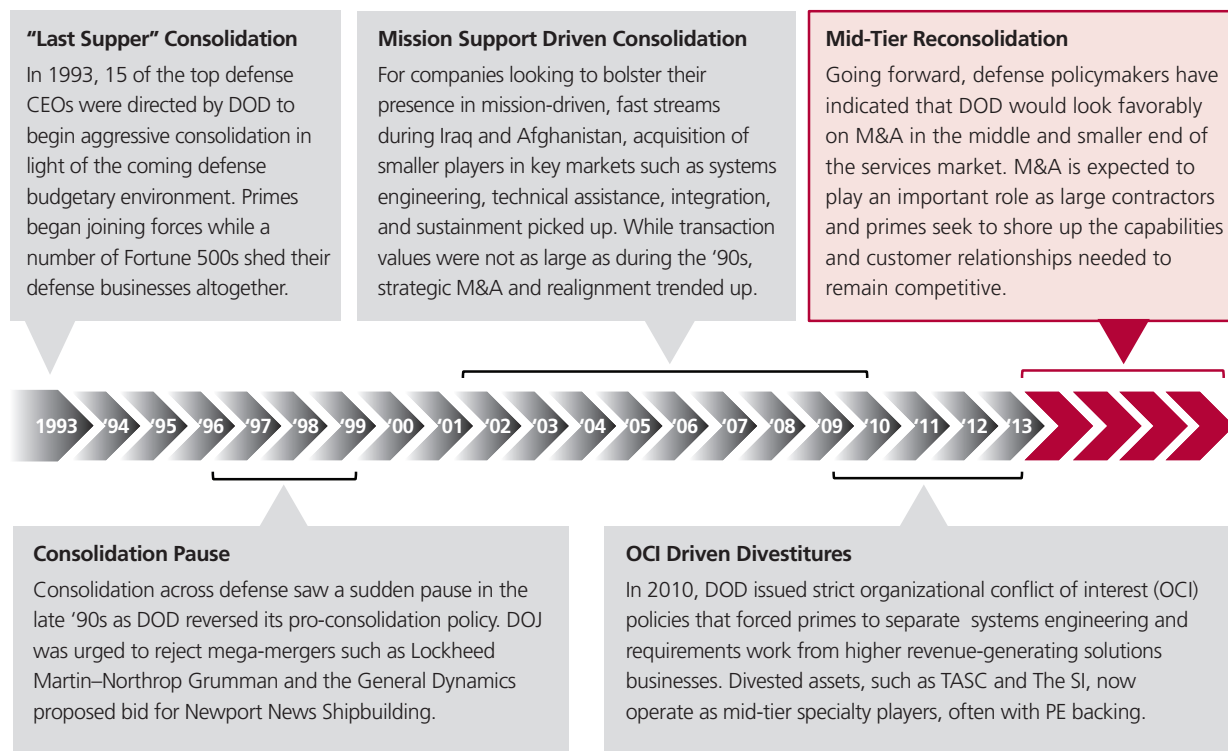 “Last Supper” Consolidation
In 1993, 15 of the top defense
CEOs were directed by DOD to
begin aggressive consolidation in
light of the coming defense
budgetary environment. Primes
began joining forces while a
number of Fortune 500s shed their
defense businesses altogether.
Mission Support Driven Consolidation
For companies looking to bolster their
presence in mission-driven, fast streams
during Iraq and Afghanistan, acquisition of
smaller players in key markets such as systems
engineering, technical assistance, integration,
and sustainment picked up. While transaction
values were not as large as during the ’90s,
strategic M&A and realignment trended up.
Mid-Tier Reconsolidation
Going forward, defense policymakers have
indicated that DOD would look favorably
on M&A in the middle and smaller end of
the services market. M&A is expected to
play an important role as large contractors
and primes seek to shore up the capabilities
and customer relationships needed to
remain competitive.
1993 ’94 ’95 ’96 ’97 ’98 ’99 ’00 ’01 ’02 ’03 ’04 ’05 ’06 ’07 ’08 ’09 ’10 ’11 ’12 ’13
Consolidation Pause
Consolidation across defense saw a sudden pause in the
late ’90s as DOD reversed its pro-consolidation policy. DOJ
was urged to reject mega-mergers such as Lockheed
Martin–Northrop Grumman and the General Dynamics
proposed bid for Newport News Shipbuilding.
OCI Driven Divestitures
In 2010, DOD issued strict organizational conflict of interest (OCI)
policies that forced primes to separate systems engineering and
requirements work from higher revenue-generating solutions
businesses. Divested assets, such as TASC and The SI, now
operate as mid-tier specialty players, often with PE backing.